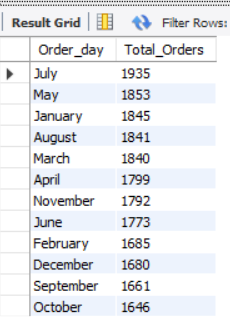 Result Grid Filter Rows:
Order_day Total_Orders
July 1935
May 1853
January 1845
August 1841
March 1840
April 1799
November 1792
June 1773
February 1685
December 1680
September 1661
October 1646